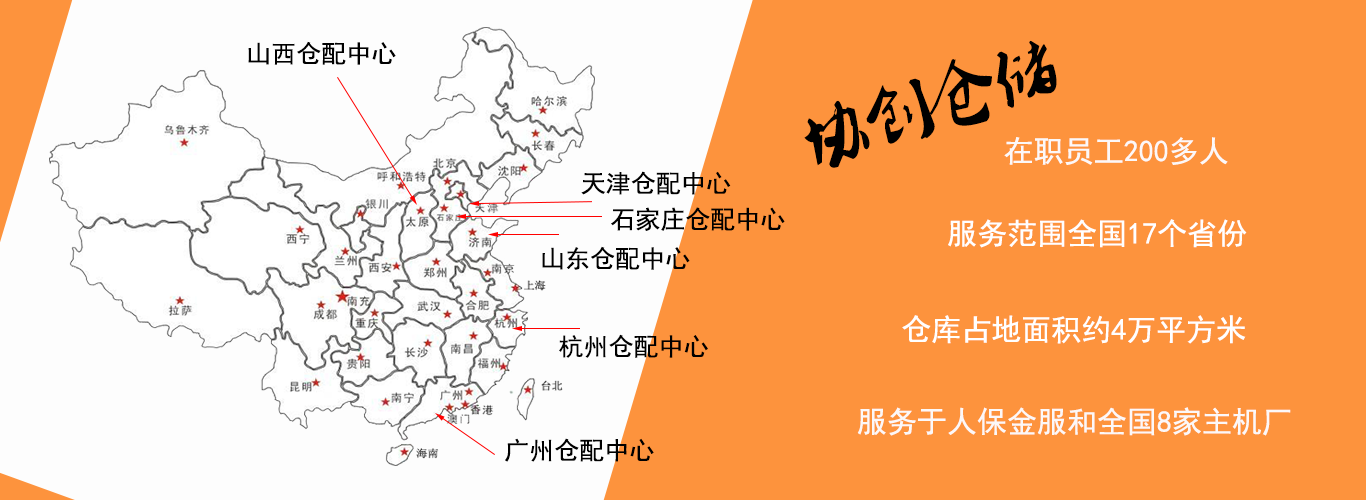 山西仓配中心
哈尔滨
乌鲁木齐
长春
北京
沈阳
呼和浩特
天津仓配中心
银川
天津
太原
石家庄
石家庄仓配中心
西宁
济南
兰州
西安
郑州
南京
山东仓配中心
上海
拉萨
成都
南充
武汉
合肥
重庆
杭州
杭州仓配中心
长沙
南昌
贵阳
福州
昆明
台北
南宁
广州
香港
澳门
海南
广州仓配中心
协创仓储
在职员工200多人
服务范围全国17个省份
仓库占地面积约4万平方米
服务于人保金服和全国8家主机厂